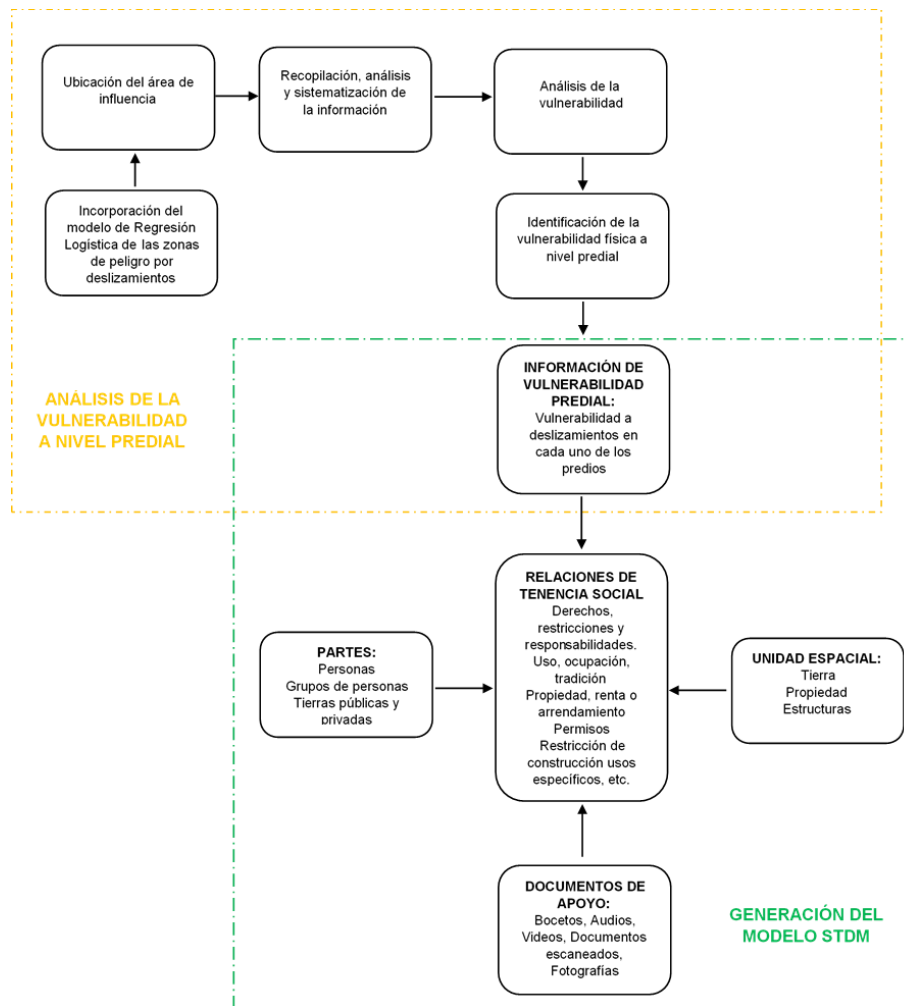 Ubicación del área de
influencia
Recopilación, análisis
y sistematización de
la información
Análisis de la
vulnerabilidad
Incorporación del
modelo de Regresión
Logística de las zonas
de peligro por
deslizamientos
Identificación de la
vulnerabilidad física a
nivel predial
ANÁLISIS DE LA
VULNERABILIDAD
A NIVEL PREDIAL
INFORMACIÓN DE
VULNERABILIDAD
PREDIAL:
Vulnerabilidad a
deslizamientos en
cada uno de los
predios
RELACIONES DE
TENENCIA SOCIAL
Derechos,
restricciones y
responsabilidades.
Uso, ocupación,
tradición
Propiedad, renta o
arrendamiento
Permisos
Restricción de
construcción usos
específicos, etc.
PARTES:
Personas
Grupos de personas
Tierras públicas y
privadas
UNIDAD ESPACIAL:
Tierra
Propiedad
Estructuras
DOCUMENTOS DE
APOYO:
Bocetos, Audios,
Videos, Documentos
escaneados,
Fotografías
GENERACIÓN DEL
MODELO STDM